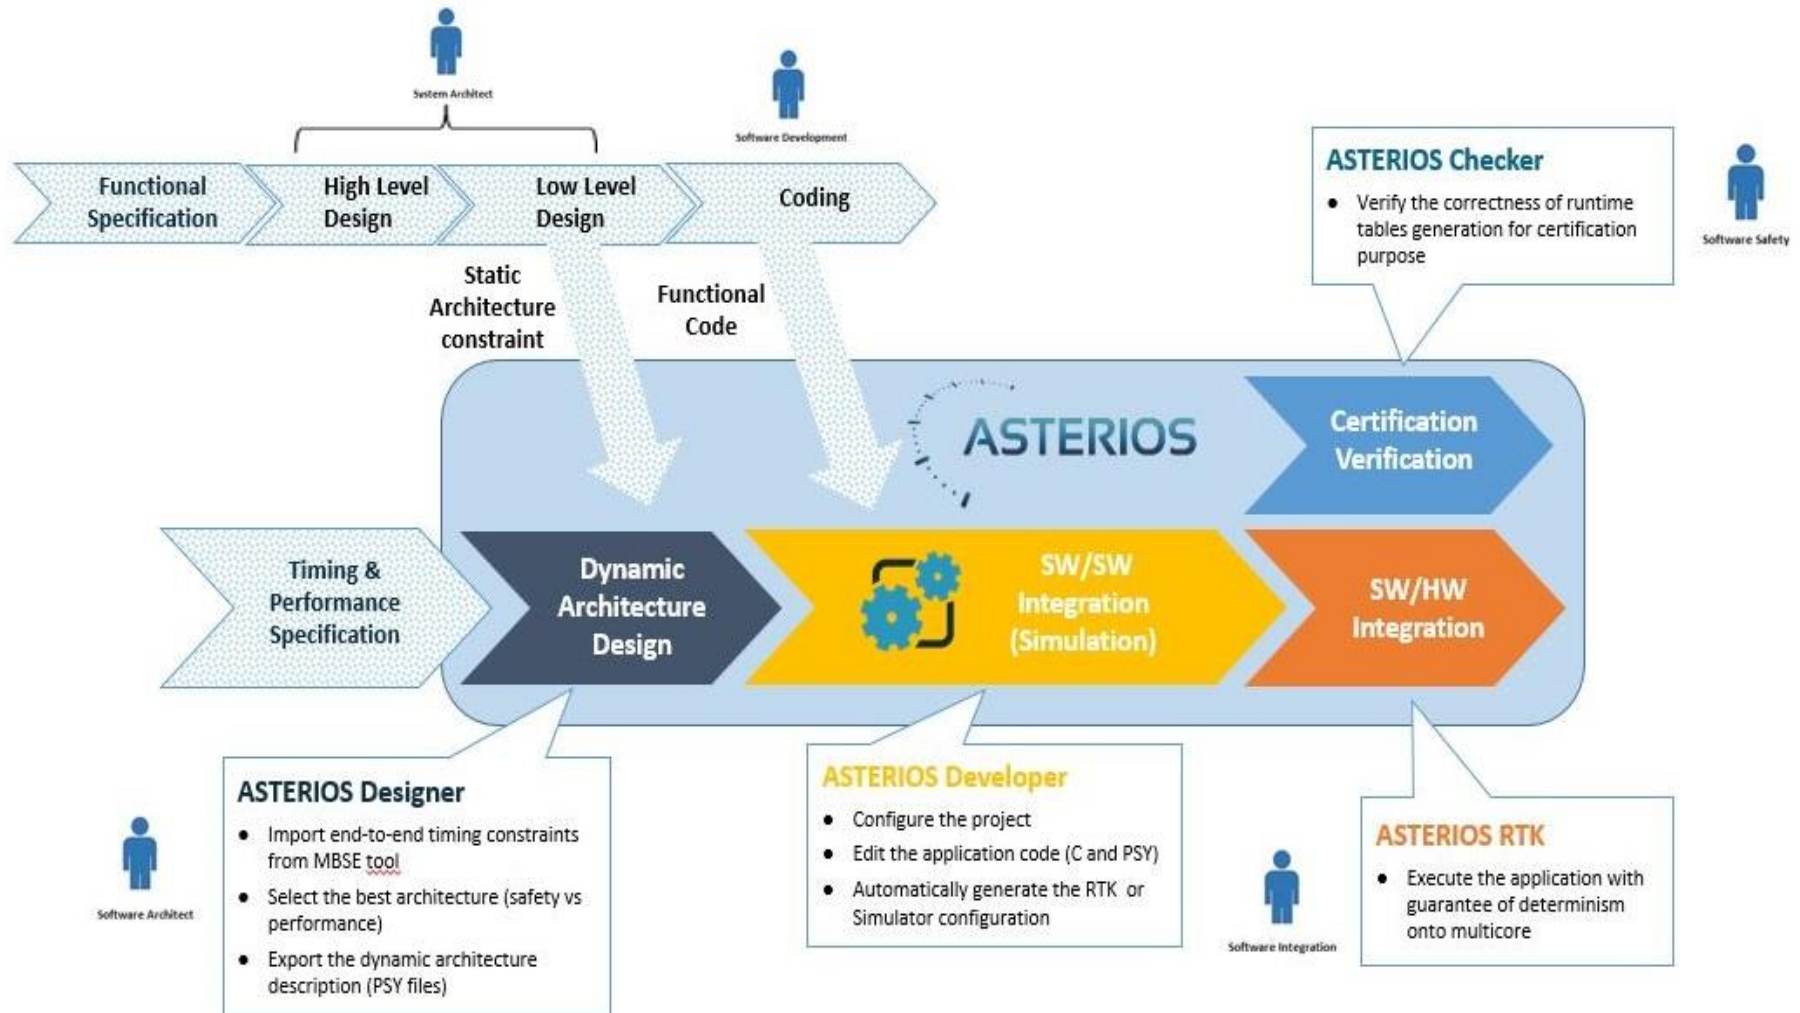 System Architect
Software Development
Functional
Specification
High Level
Design
Low Level
Design
Coding
ASTERIOS Checker
● Verify the correctness of runtime
tables generation for certification
purpose
Software Safety
Static
Architecture
constraint
Functional
Code
ASTERIOS
Certification
Verification
Timing &
Performance
Specification
Dynamic
Architecture
Design
SW/SW
Integration
(Simulation)
SW/HW
Integration
ASTERIOS Designer
● Import end-to-end timing constraints
from MBSE tool
● Select the best architecture (safety vs
performance)
● Export the dynamic architecture
description (PSY files)
Software Architect
ASTERIOS Developer
● Configure the project
● Edit the application code (C and PSY)
● Automatically generate the RTK or
Simulator configuration
Software Integration
ASTERIOS RTK
● Execute the application with
guarantee of determinism
onto multicore